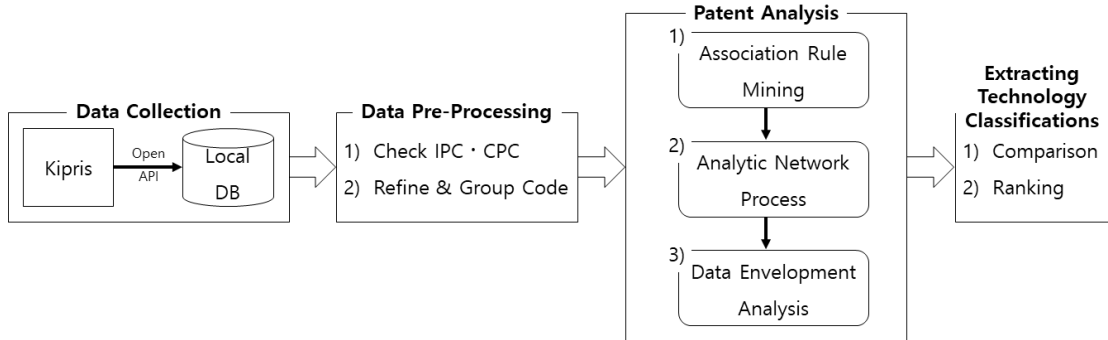 Data Collection
Kipris
Open
API
Local
DB
Data Pre-Processing
1) Check IPC · CPC
2) Refine & Group Code
Patent Analysis
1)
Association Rule
Mining
2)
Analytic Network
Process
3)
Data Envelopment
Analysis
Extracting
Technology
Classifications
1) Comparison
2) Ranking